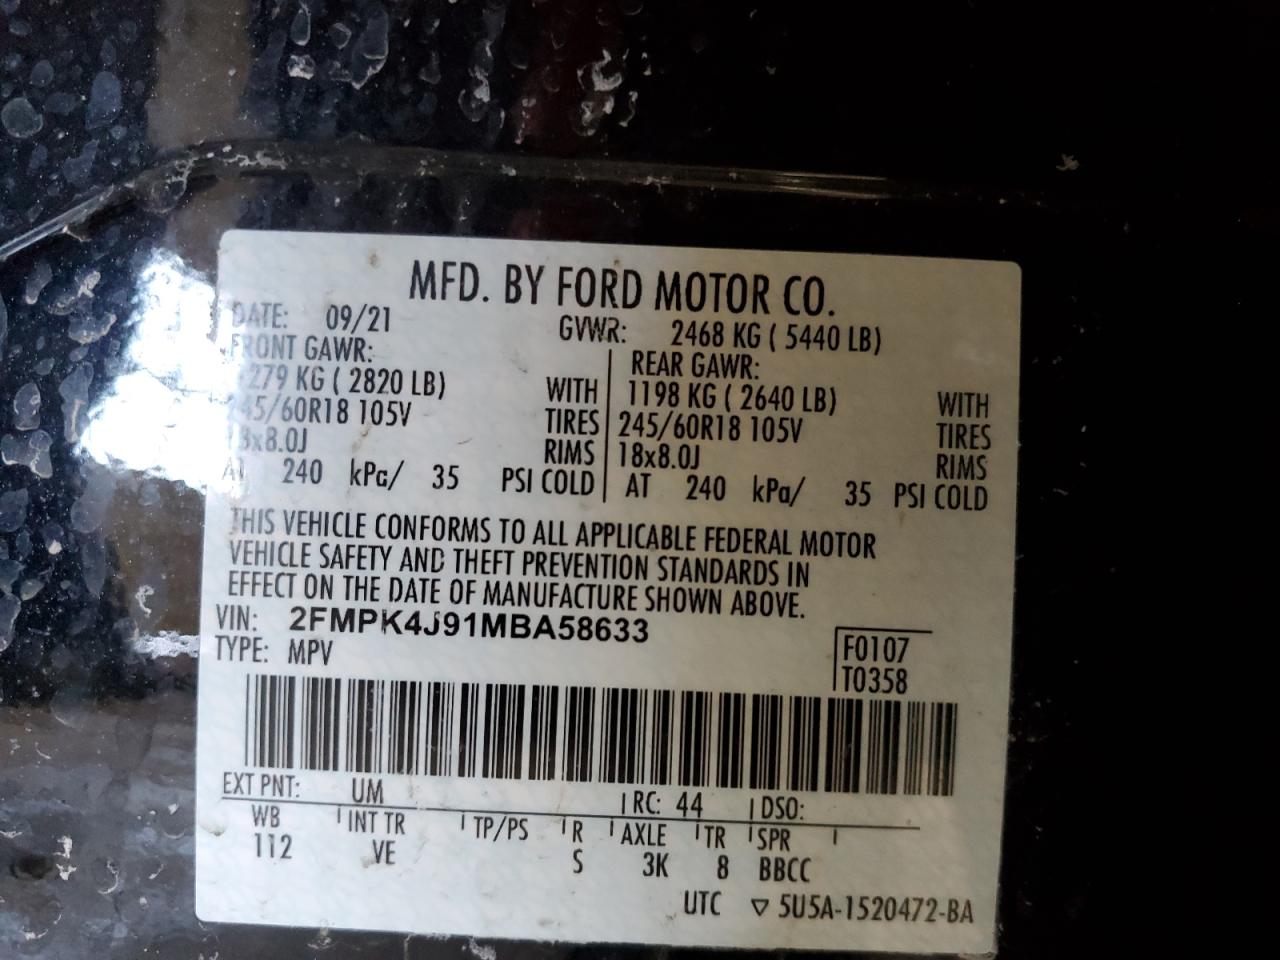 MFD. BY FORD MOTOR CO.
DATE: 09/21 GVWR: 2468 KG ( 5440 LB)
FRONT GAWR: REAR GAWR:
1279 KG ( 2820 LB) WITH 1198 KG ( 2640 LB) WITH
245/60R18 105V TIRES 245/60R18 105V TIRES
18x8.0J RIMS 18x8.0J RIMS
AT 240 kPa/ 35 PSI COLD AT 240 kPa/ 35 PSI COLD
THIS VEHICLE CONFORMS TO ALL APPLICABLE FEDERAL MOTOR
VEHICLE SAFETY AND THEFT PREVENTION STANDARDS IN
EFFECT ON THE DATE OF MANUFACTURE SHOWN ABOVE.
VIN: 2FMPK4J91MBA58633
TYPE: MPV F0107
T0358
EXT PNT: UM RC: 44 DSO:
WB INT TR TP/PS R AXLE TR SPR
112 VE S 3K 8 BBCC
UTC ▽ 5U5A-1520472-BA